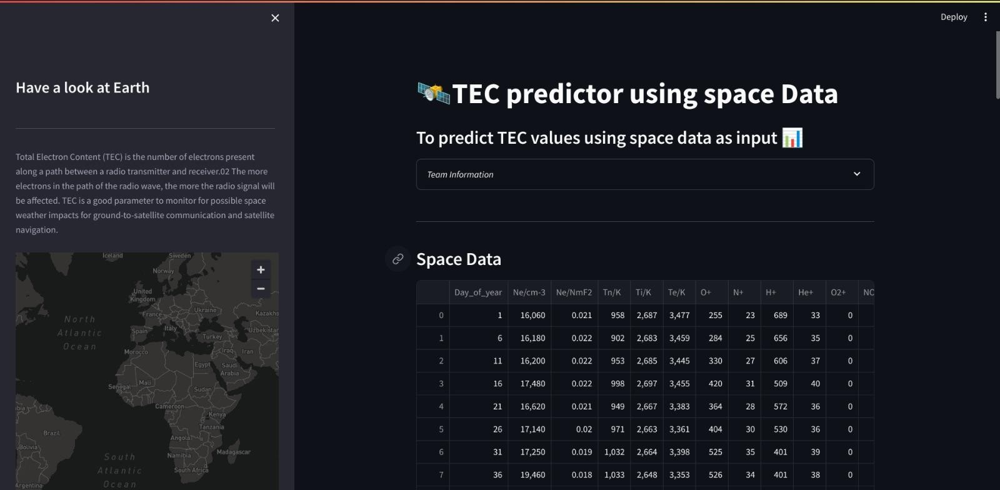 Deploy
Have a look at Earth
Total Electron Content (TEC) is the number of electrons present
along a path between a radio transmitter and receiver.02 The more
electrons in the path of the radio wave, the more the radio signal will
be affected. TEC is a good parameter to monitor for possible space
weather impacts for ground-to-satellite communication and satellite
navigation.
Iceland
Sweden
Norway
United
Kingdom
Ukraine
France
Kazakhs
North
Atlantic
Ocean
Spain
Italy
Uzbekistan
Turkey
Morocco
Iraq
Iran
Egypt
Saudi
Arabia
Mali
Senegal
Sudan
Cameroon
bia
Kenya
Tanzania
Brazil
Angola
Bolivia
Madagascar
Namibia
South
Atlantic
Ocean
South Africa
Argentina
TEC predictor using space Data
To predict TEC values using space data as input
Team Information
Space Data
Day_of_year Ne/cm-3 Ne/NmF2 Tn/K Ti/K Te/K O+ N+ H+ He+ O2+ NO
0 1 16,060 0.021 958 2,687 3,477 255 23 689 33 0
1 6 16,180 0.022 902 2,683 3,459 284 25 656 35 0
2 11 16,200 0.022 953 2,685 3,445 330 27 606 37 0
3 16 17,480 0.022 998 2,697 3,455 420 31 509 40 0
4 21 16,620 0.021 949 2,667 3,383 364 28 572 36 0
5 26 17,140 0.02 971 2,663 3,361 404 30 530 36 0
6 31 17,250 0.019 1,032 2,664 3,398 525 35 401 39 0
7 36 19,460 0.018 1,033 2,648 3,353 526 34 401 38 0